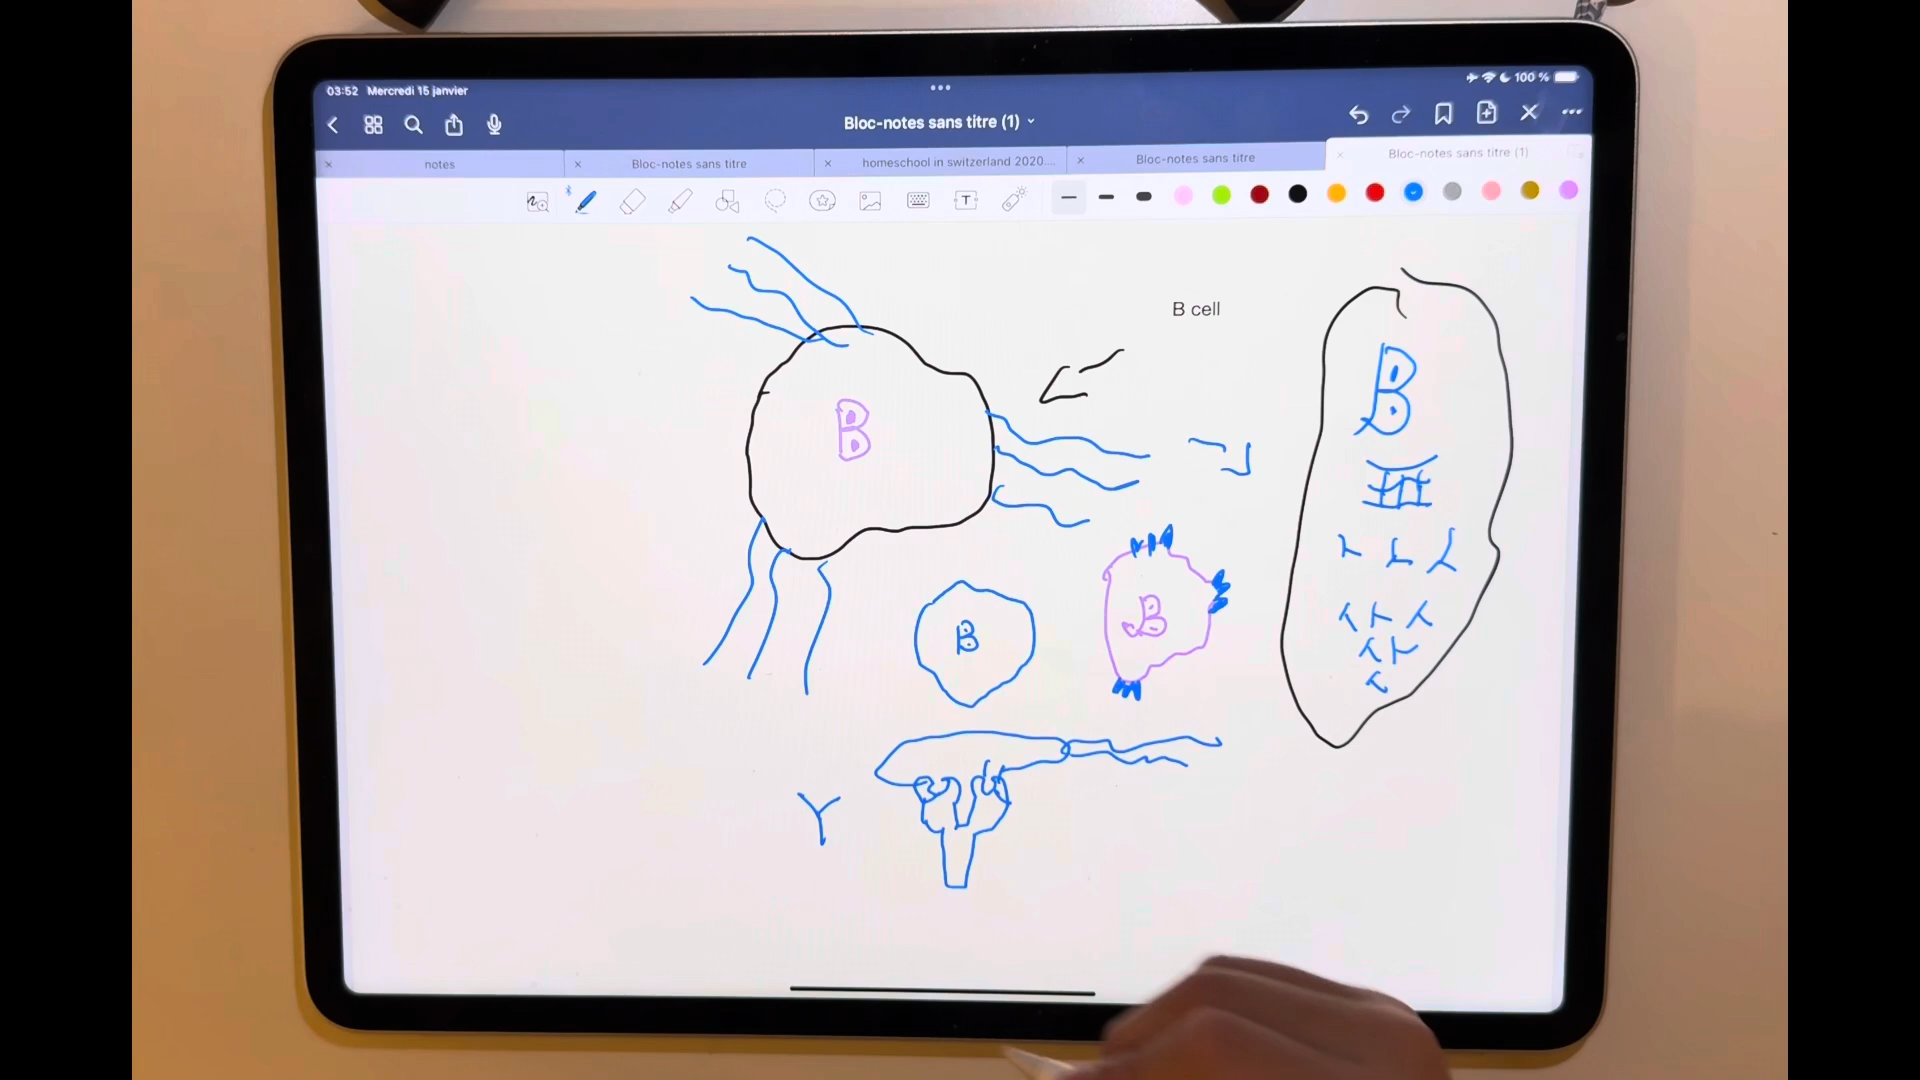 03:52 Mercredi 15 janvier
100 %
Bloc-notes sans titre (1)
notes
Bloc-notes sans titre
homeschool in switzerland 2020....
Bloc-notes sans titre
Bloc-notes sans titre (1)
T
B cell
B
B
B
B
Y